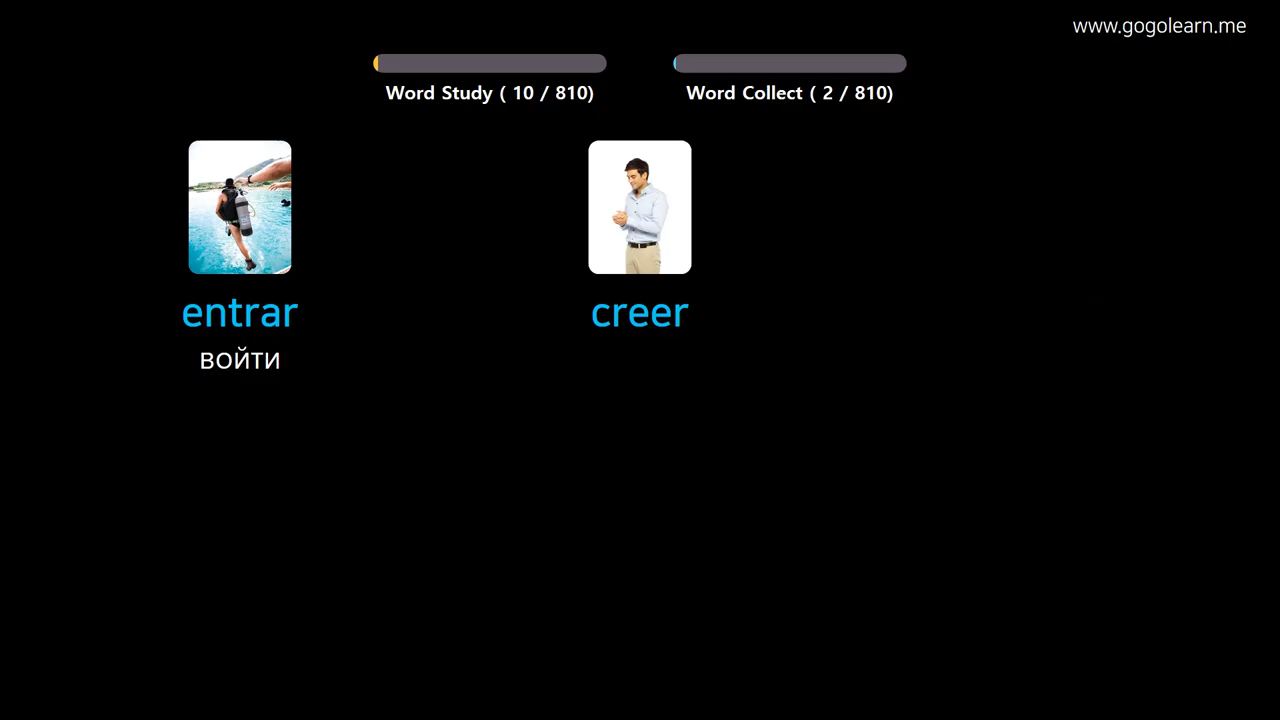 www.gogolearn.me
Word Study ( 10 / 810)
Word Collect ( 2 / 810)
entrar
войти
creer